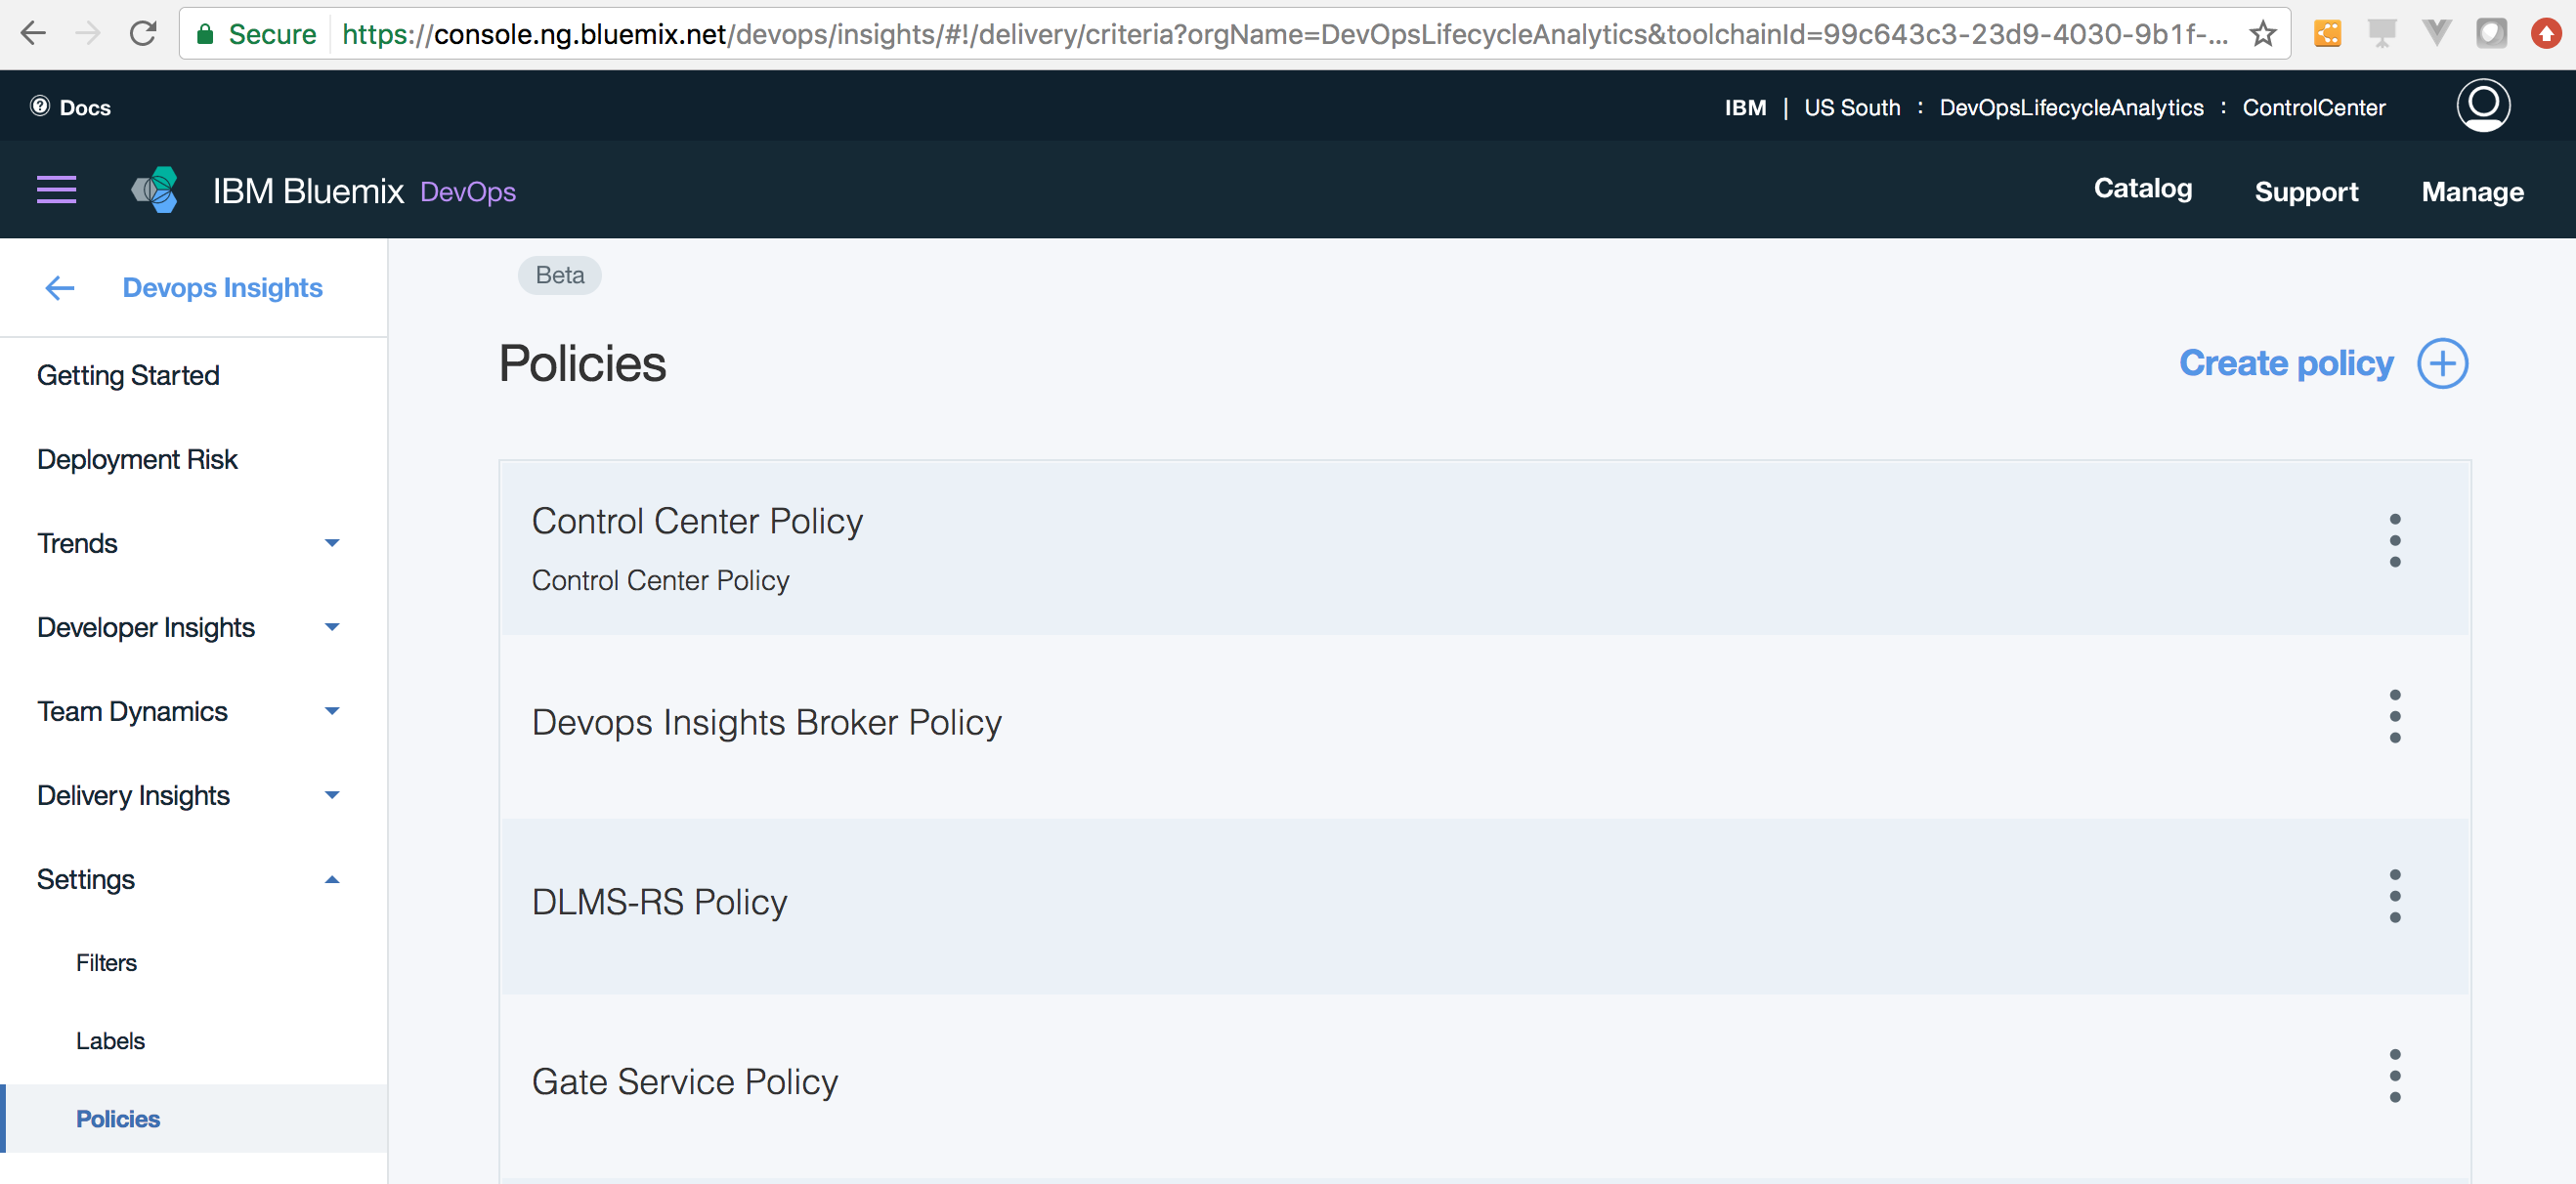 Secure https://console.ng.bluemix.net/devops/insights/#!/delivery/criteria?orgName=DevOpsLifecycleAnalytics&toolchainId=99c643c3-23d9-4030-9b1f-...
Docs
IBM | US South : DevOpsLifecycleAnalytics : ControlCenter
IBM Bluemix DevOps
Catalog Support Manage
Devops Insights
Getting Started
Deployment Risk
Trends
Developer Insights
Team Dynamics
Delivery Insights
Settings
Filters
Labels
Policies
Beta
Policies
Create policy
Control Center Policy
Control Center Policy
Devops Insights Broker Policy
DLMS-RS Policy
Gate Service Policy